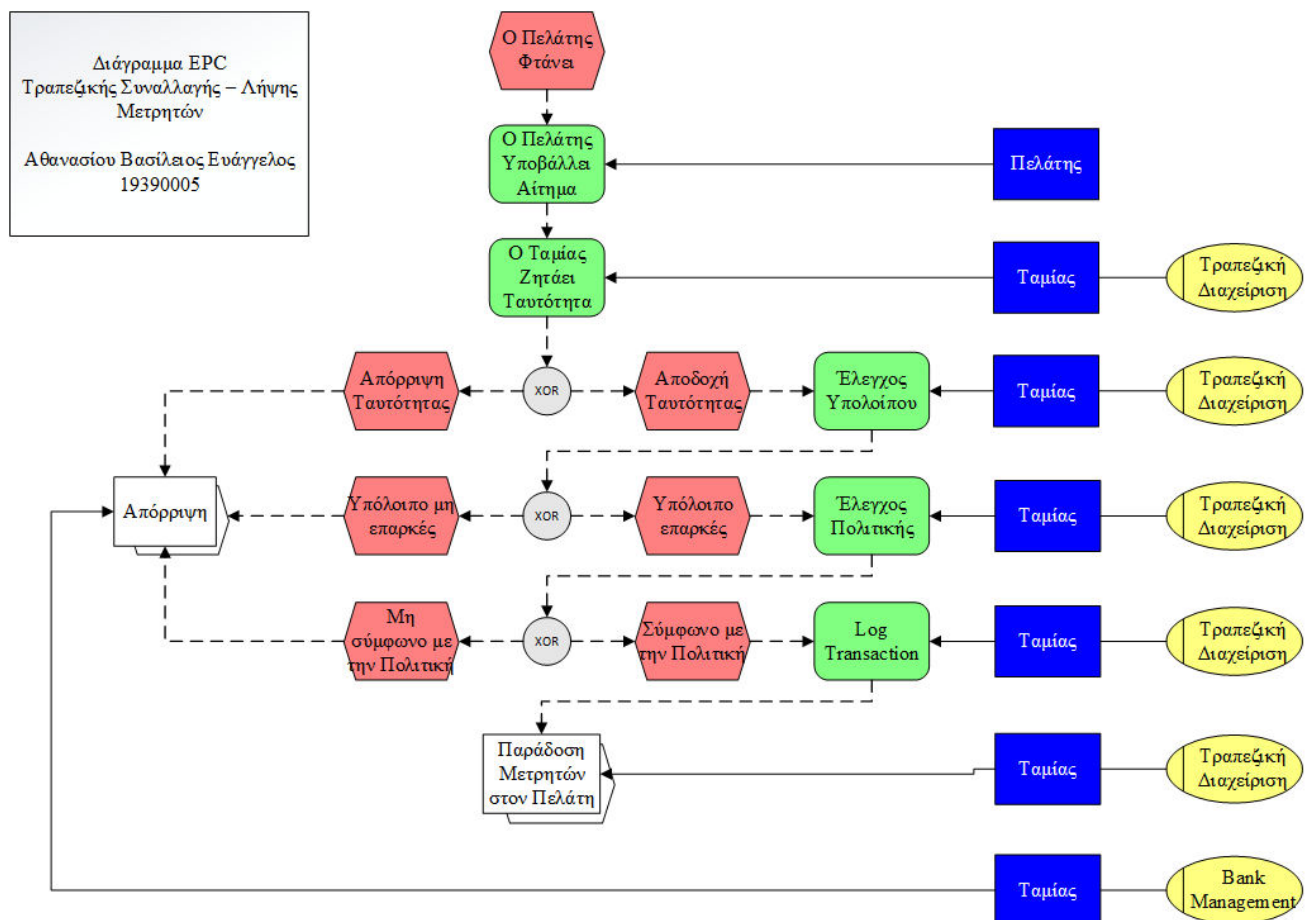 Διάγραμμα EPC
Τραπεζικής Συναλλαγής – Λήψης
Μετρητών
Αθανασίου Βασίλειος Ευάγγελος
19390005
Ο Πελάτης
Φτάνει
Ο Πελάτης
Υποβάλλει
Αίτημα
Πελάτης
Ο Ταμίας
Ζητάει
Ταυτότητα
Ταμίας
Τραπεζική
Διαχείριση
Απόρριψη
Ταυτότητας
XOR
Αποδοχή
Ταυτότητας
Έλεγχος
Υπολοίπου
Ταμίας
Τραπεζική
Διαχείριση
Απόρριψη
Υπόλοιπο μη
επαρκές
XOR
Υπόλοιπο
επαρκές
Έλεγχος
Πολιτικής
Ταμίας
Τραπεζική
Διαχείριση
Μη
σύμφωνο με
την Πολιτική
XOR
Σύμφωνο με
την Πολιτική
Log
Transaction
Ταμίας
Τραπεζική
Διαχείριση
Παράδοση
Μετρητών
στον Πελάτη
Ταμίας
Τραπεζική
Διαχείριση
Ταμίας
Bank
Management